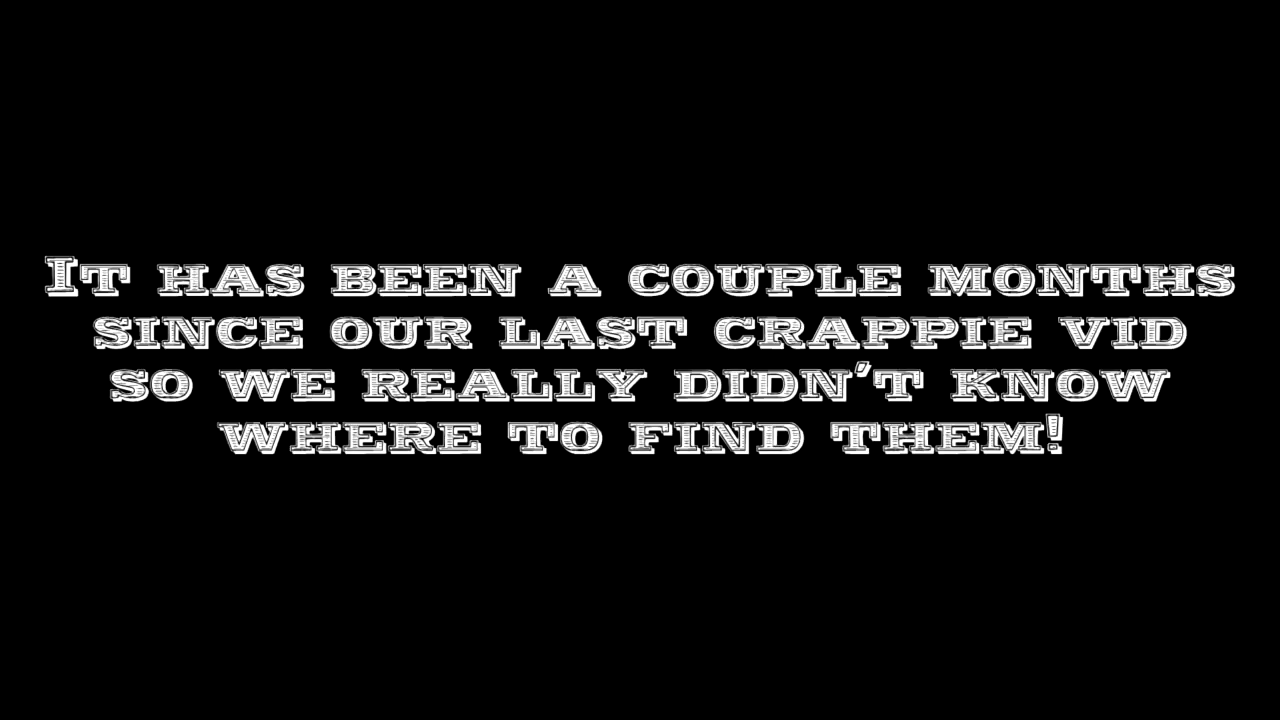 It has been a couple months
since our last crappie vid
so we really didn't know
where to find them!